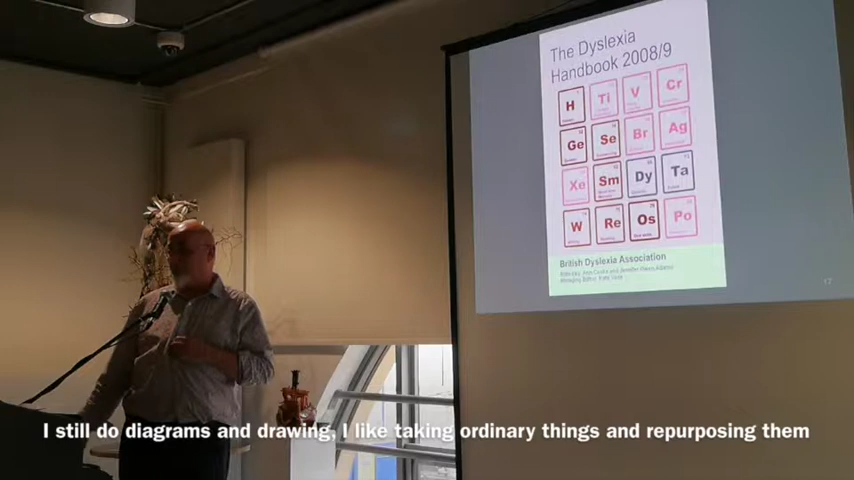 The Dyslexia
Handbook 2008/9
H Ti V Cr
Ge Se Br Ag
Xe Sm Dy Ta
W Re Os Po
British Dyslexia Association
17
I still do diagrams and drawing, I like taking ordinary things and repurposing them